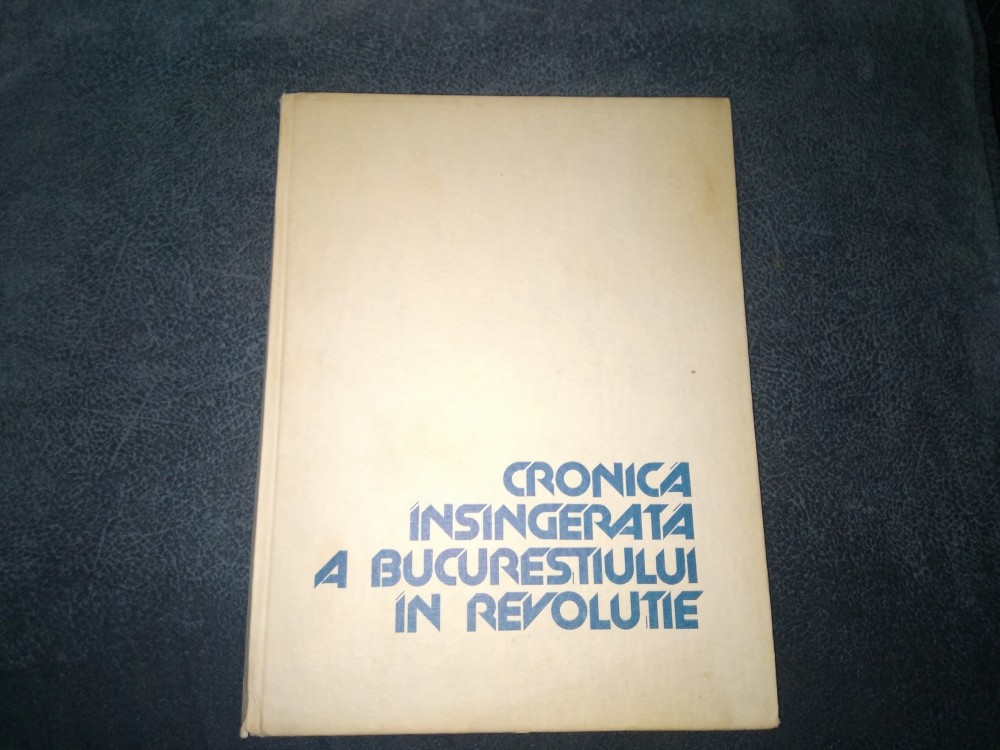 CRONICA
INSINGERATA
A BUCURESTIULUI
IN REVOLUTIE